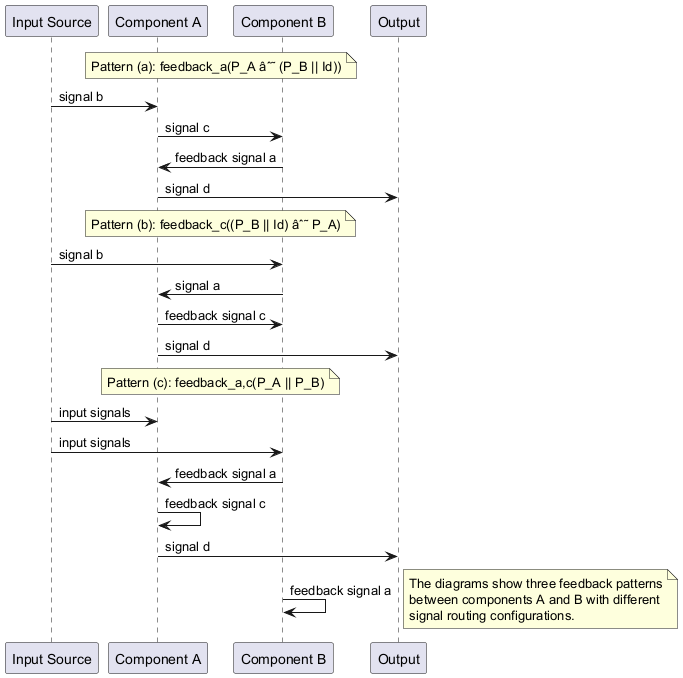 Input Source
Component A
Component B
Output
Pattern (a): feedback_a(P_A âˆ˜ (P_B || Id))
signal b
signal c
feedback signal a
signal d
Pattern (b): feedback_c((P_B || Id) âˆ˜ P_A)
signal b
signal a
feedback signal c
signal d
Pattern (c): feedback_a,c(P_A || P_B)
input signals
input signals
feedback signal a
feedback signal c
signal d
feedback signal a
The diagrams show three feedback patterns
between components A and B with different
signal routing configurations.
Input Source
Component A
Component B
Output